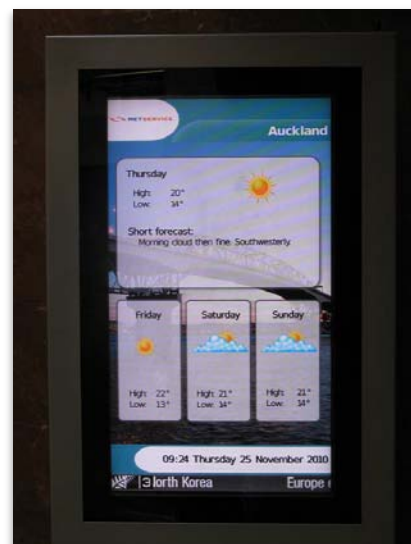 METSERVICE
Auckland
Thursday
High: 20°
Low: 14°
Short forecast:
Morning cloud then fine. Southwesterly.
Friday
High: 22°
Low: 13°
Saturday
High: 21°
Low: 14°
Sunday
High: 21°
Low: 14°
09:24 Thursday 25 November 2010
3 lorth Korea Europe